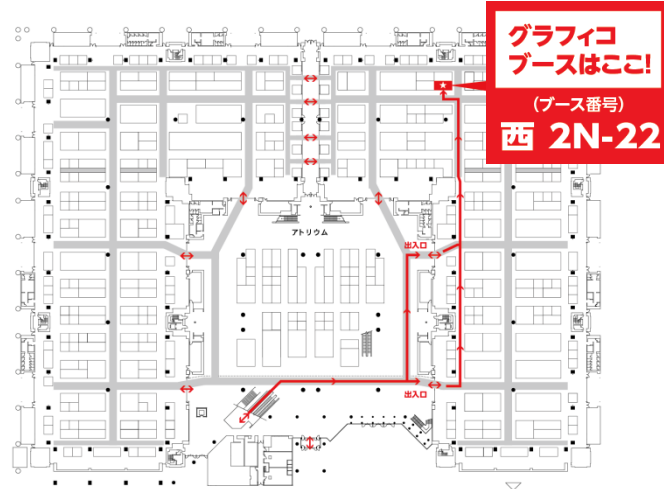 グラフィコ
ブースはここ!
(ブース番号)
西 2N-22
アトリウム
出入口
出入口